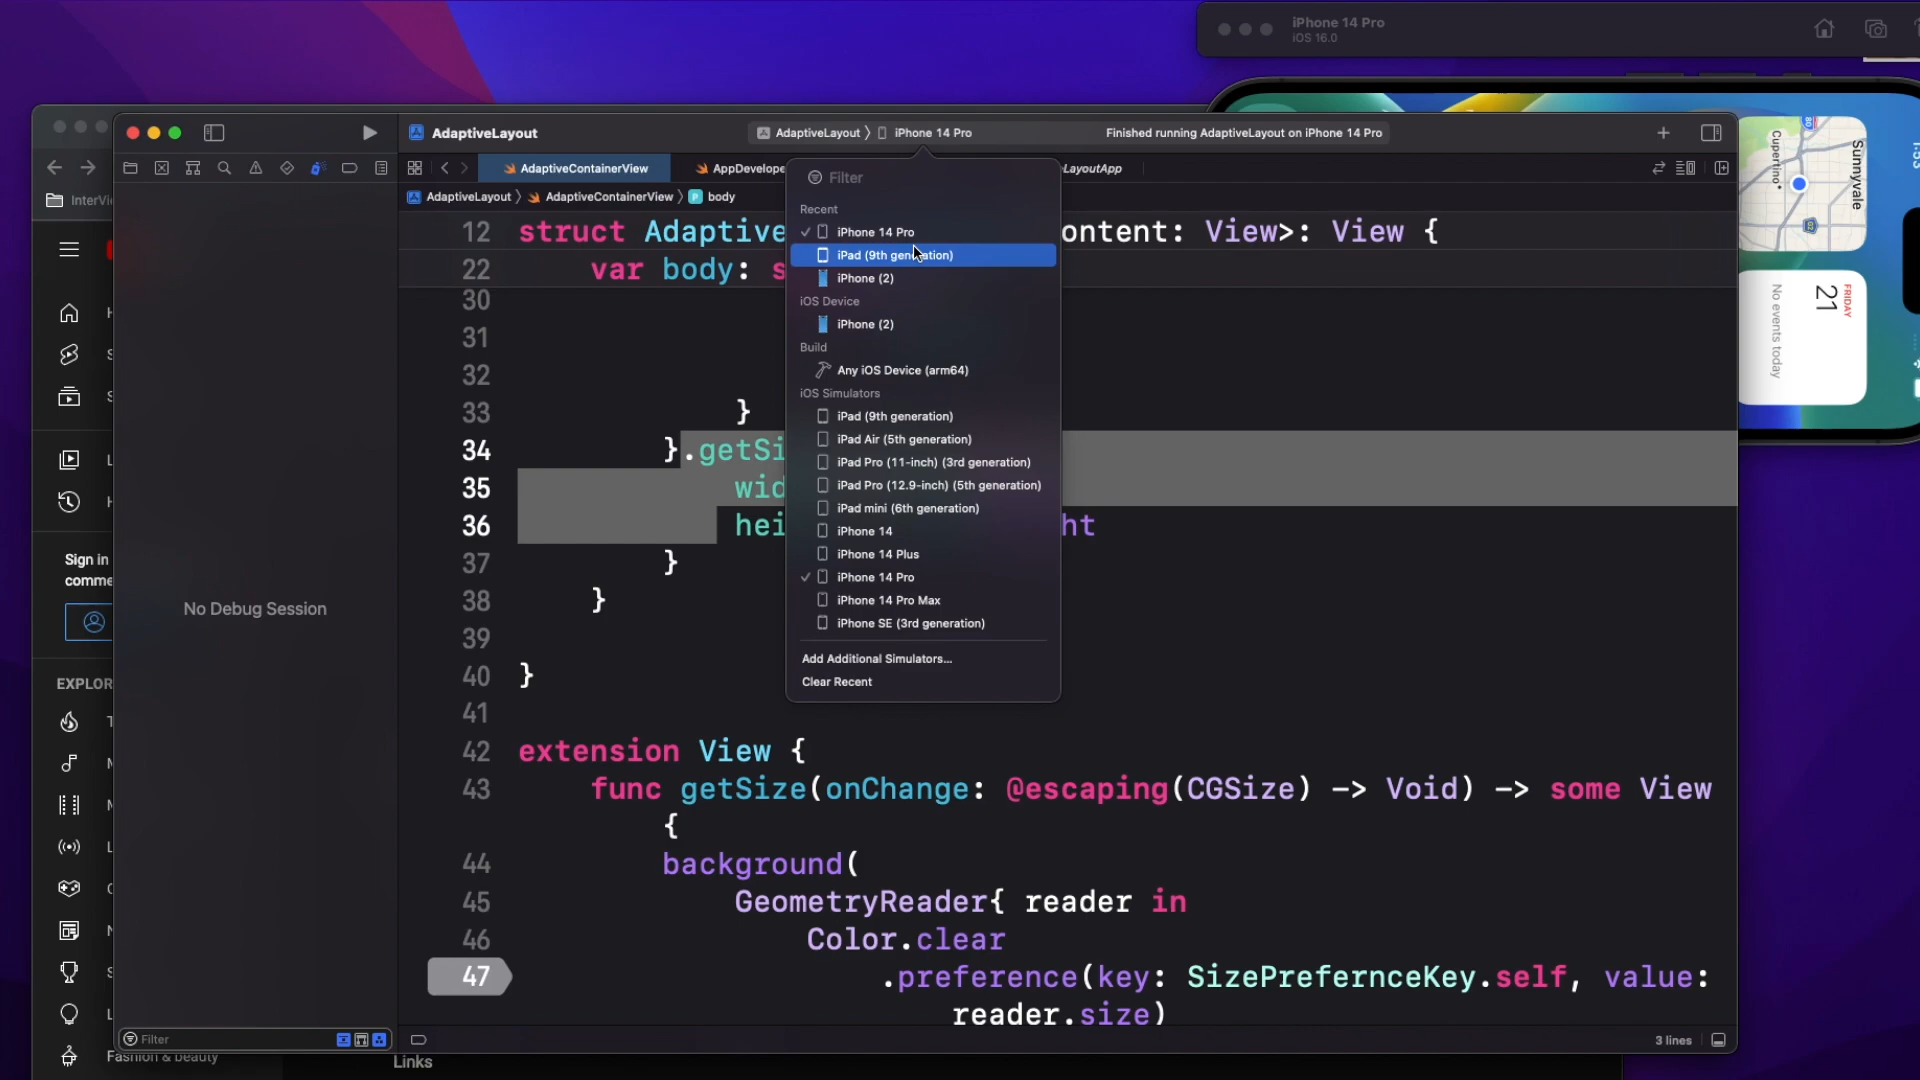 iPhone 14 Pro
iOS 16.0
AdaptiveLayout
AdaptiveLayout 〉 iPhone 14 Pro
Finished running AdaptiveLayout on iPhone 14 Pro
AdaptiveContainerView
AppDevelope
LayoutApp
AdaptiveLayout 〉 AdaptiveContainerView 〉 body
12 struct Adaptive
ontent: View>: View {
22 var body: s
30
31
32
33 }
34 }.getSi
35 wid
36 hei
ht
37 }
38 }
39
40 }
41
42 extension View {
43 func getSize(onChange: @escaping(CGSize) -> Void) -> some View
{
44 background(
45 GeometryReader{ reader in
46 Color.clear
47 .preference(key: SizePrefernceKey.self, value:
reader.size)
Filter
Recent
iPhone 14 Pro
iPad (9th generation)
iPhone (2)
iOS Device
iPhone (2)
Build
Any iOS Device (arm64)
iOS Simulators
iPad (9th generation)
iPad Air (5th generation)
iPad Pro (11-inch) (3rd generation)
iPad Pro (12.9-inch) (5th generation)
iPad mini (6th generation)
iPhone 14
iPhone 14 Plus
iPhone 14 Pro
iPhone 14 Pro Max
iPhone SE (3rd generation)
Add Additional Simulators...
Clear Recent
No Debug Session
Filter
3 lines
InterVi
Sign in
comme
EXPLOR
Fashion & beauty
Links
Sunnyvale
Cupertino
1:53
FRIDAY
21
No events today